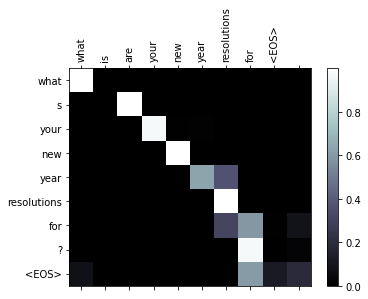 what is are your new year resolutions for <EOS>
what
s
your
new
year
resolutions
for
?
<EOS>
0.8
0.6
0.4
0.2
0.0